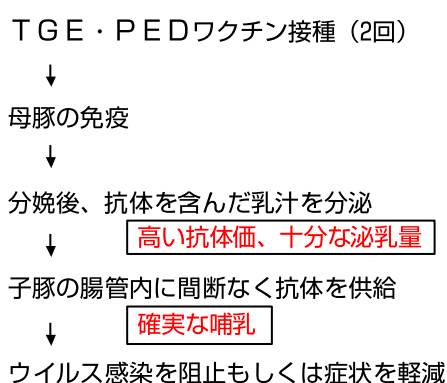 ＴＧＥ・ＰＥＤワクチン接種（2回）
↓
母豚の免疫
↓
分娩後、抗体を含んだ乳汁を分泌
高い抗体価、十分な泌乳量
↓
子豚の腸管内に間断なく抗体を供給
確実な哺乳
↓
ウイルス感染を阻止もしくは症状を軽減